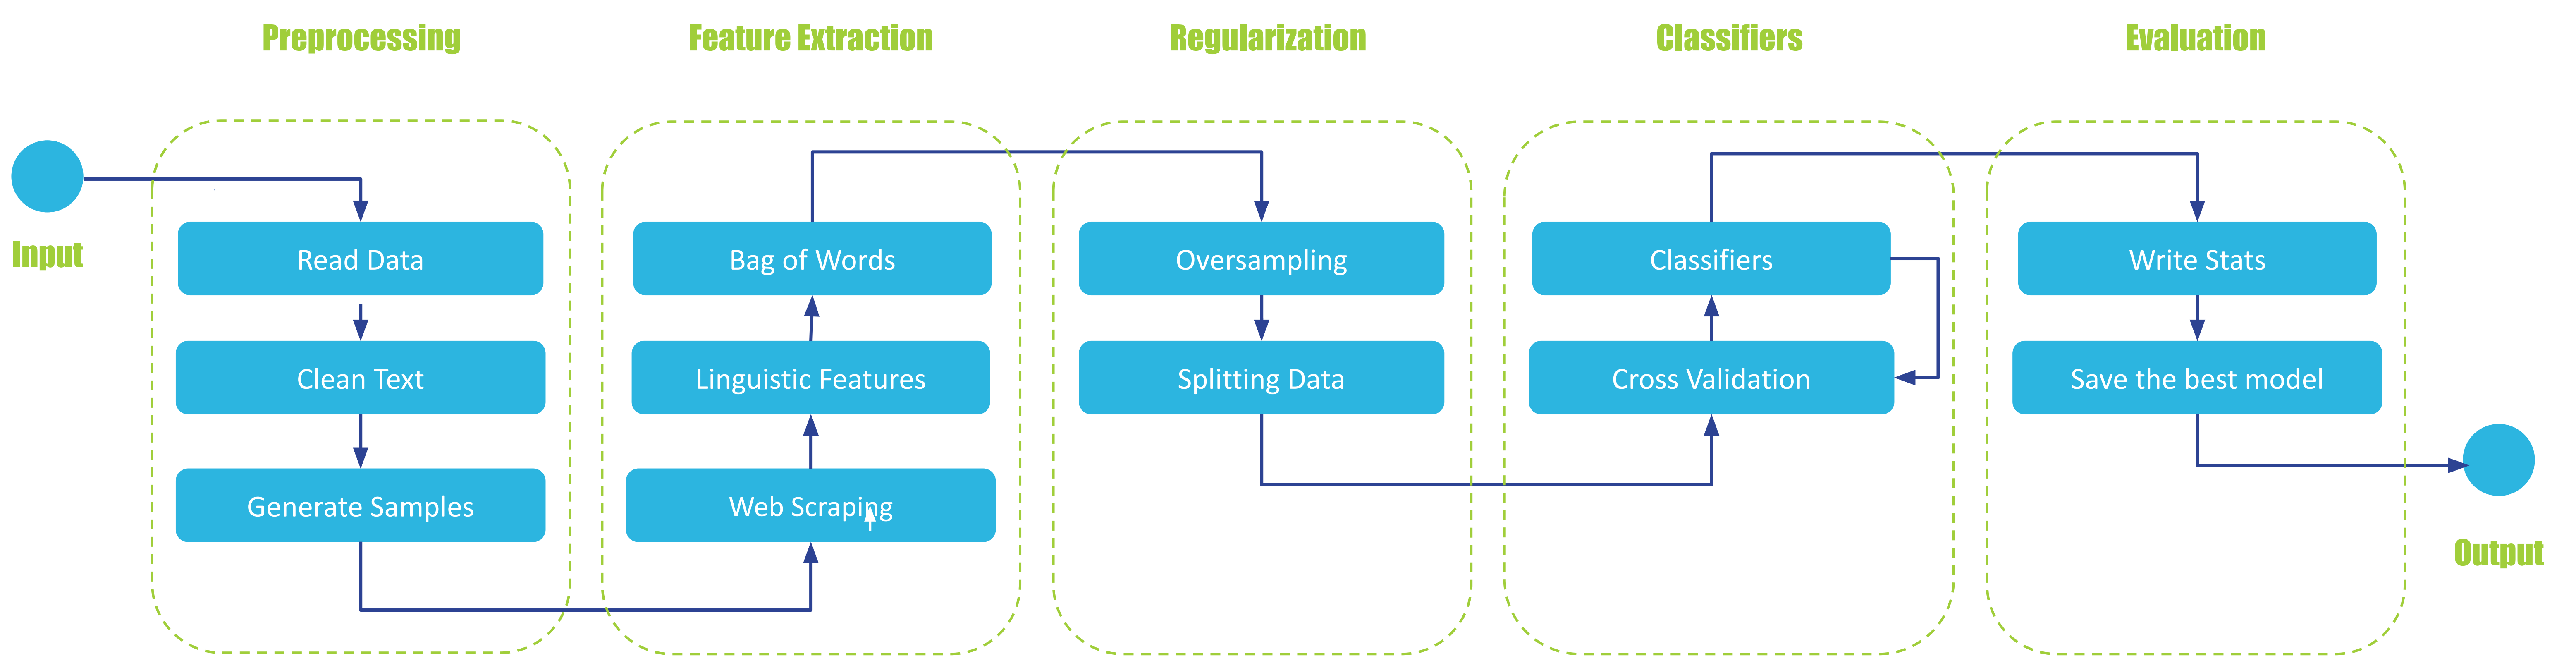 Preprocessing
Feature Extraction
Regularization
Classifiers
Evaluation
Input
Read Data
Clean Text
Generate Samples
Bag of Words
Linguistic Features
Web Scraping
Oversampling
Splitting Data
Classifiers
Cross Validation
Write Stats
Save the best model
Output